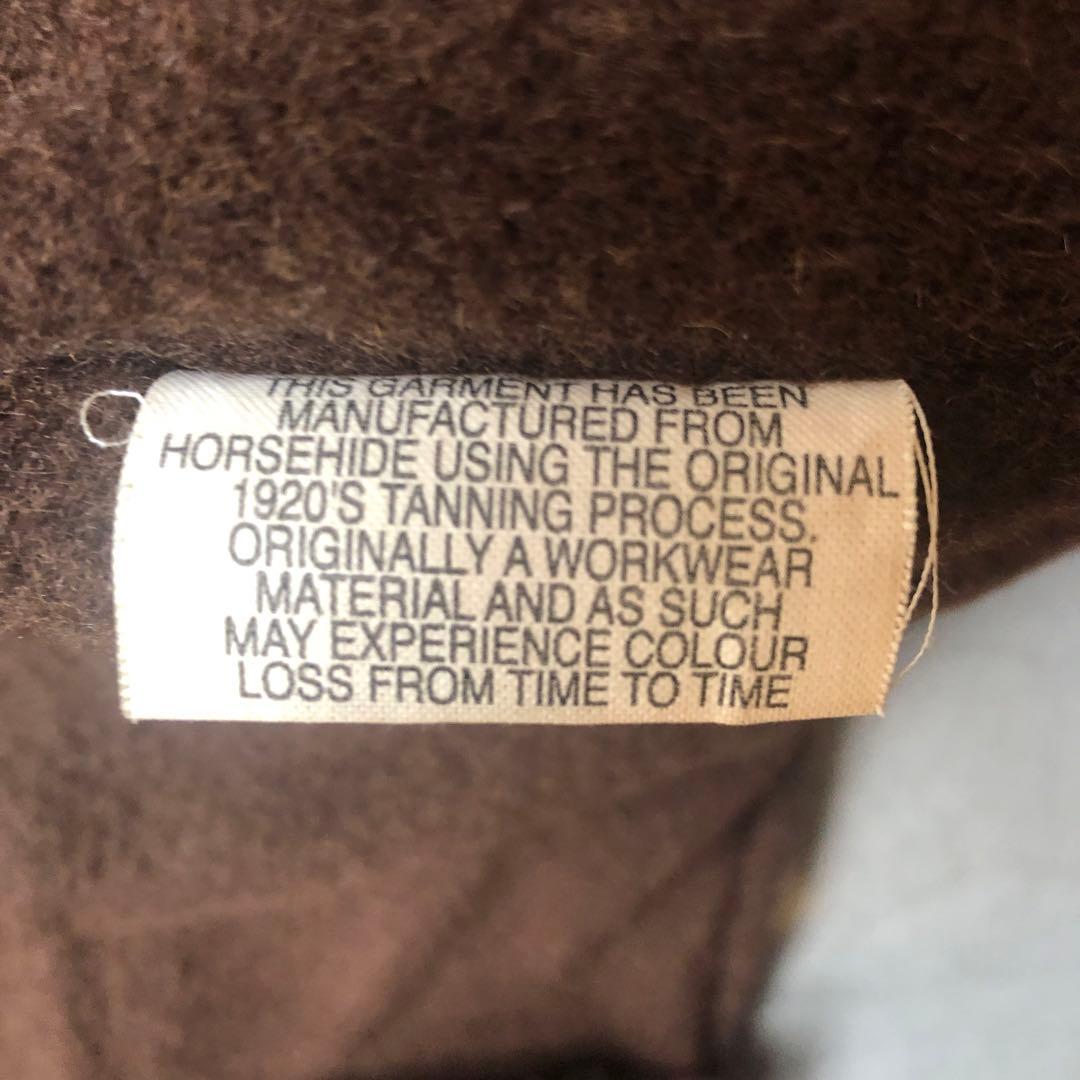 THIS GARMENT HAS BEEN
MANUFACTURED FROM
HORSEHIDE USING THE ORIGINAL
1920'S TANNING PROCESS.
ORIGINALLY A WORKWEAR
MATERIAL AND AS SUCH
MAY EXPERIENCE COLOUR
LOSS FROM TIME TO TIME